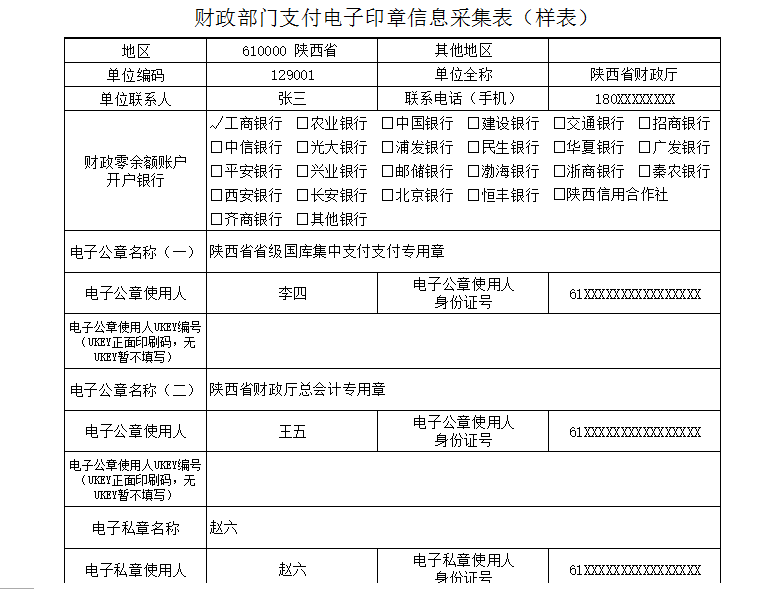 财政部门支付电子印章信息采集表（样表）
地区 610000 陕西省 其他地区
单位编码 129001 单位全称 陕西省财政厅
单位联系人 张三 联系电话（手机） 180XXXXXXXX
财政零余额账户
开户银行
✓工商银行 □农业银行 □中国银行 □建设银行 □交通银行 □招商银行
□中信银行 □光大银行 □浦发银行 □民生银行 □华夏银行 □广发银行
□平安银行 □兴业银行 □邮储银行 □渤海银行 □浙商银行 □秦农银行
□西安银行 □长安银行 □北京银行 □恒丰银行 □陕西信用合作社
□齐商银行 □其他银行
电子公章名称（一） 陕西省省级国库集中支付支付专用章
电子公章使用人 李四 电子公章使用人
身份证号 61XXXXXXXXXXXXXXXX
电子公章使用人UKEY编号
（UKEY正面印刷码，无
UKEY暂不填写）
电子公章名称（二） 陕西省财政厅总会计专用章
电子公章使用人 王五 电子公章使用人
身份证号 61XXXXXXXXXXXXXXXX
电子公章使用人UKEY编号
（UKEY正面印刷码，无
UKEY暂不填写）
电子私章名称 赵六
电子私章使用人 赵六 电子私章使用人
身份证号 61XXXXXXXXXXXXXXXX